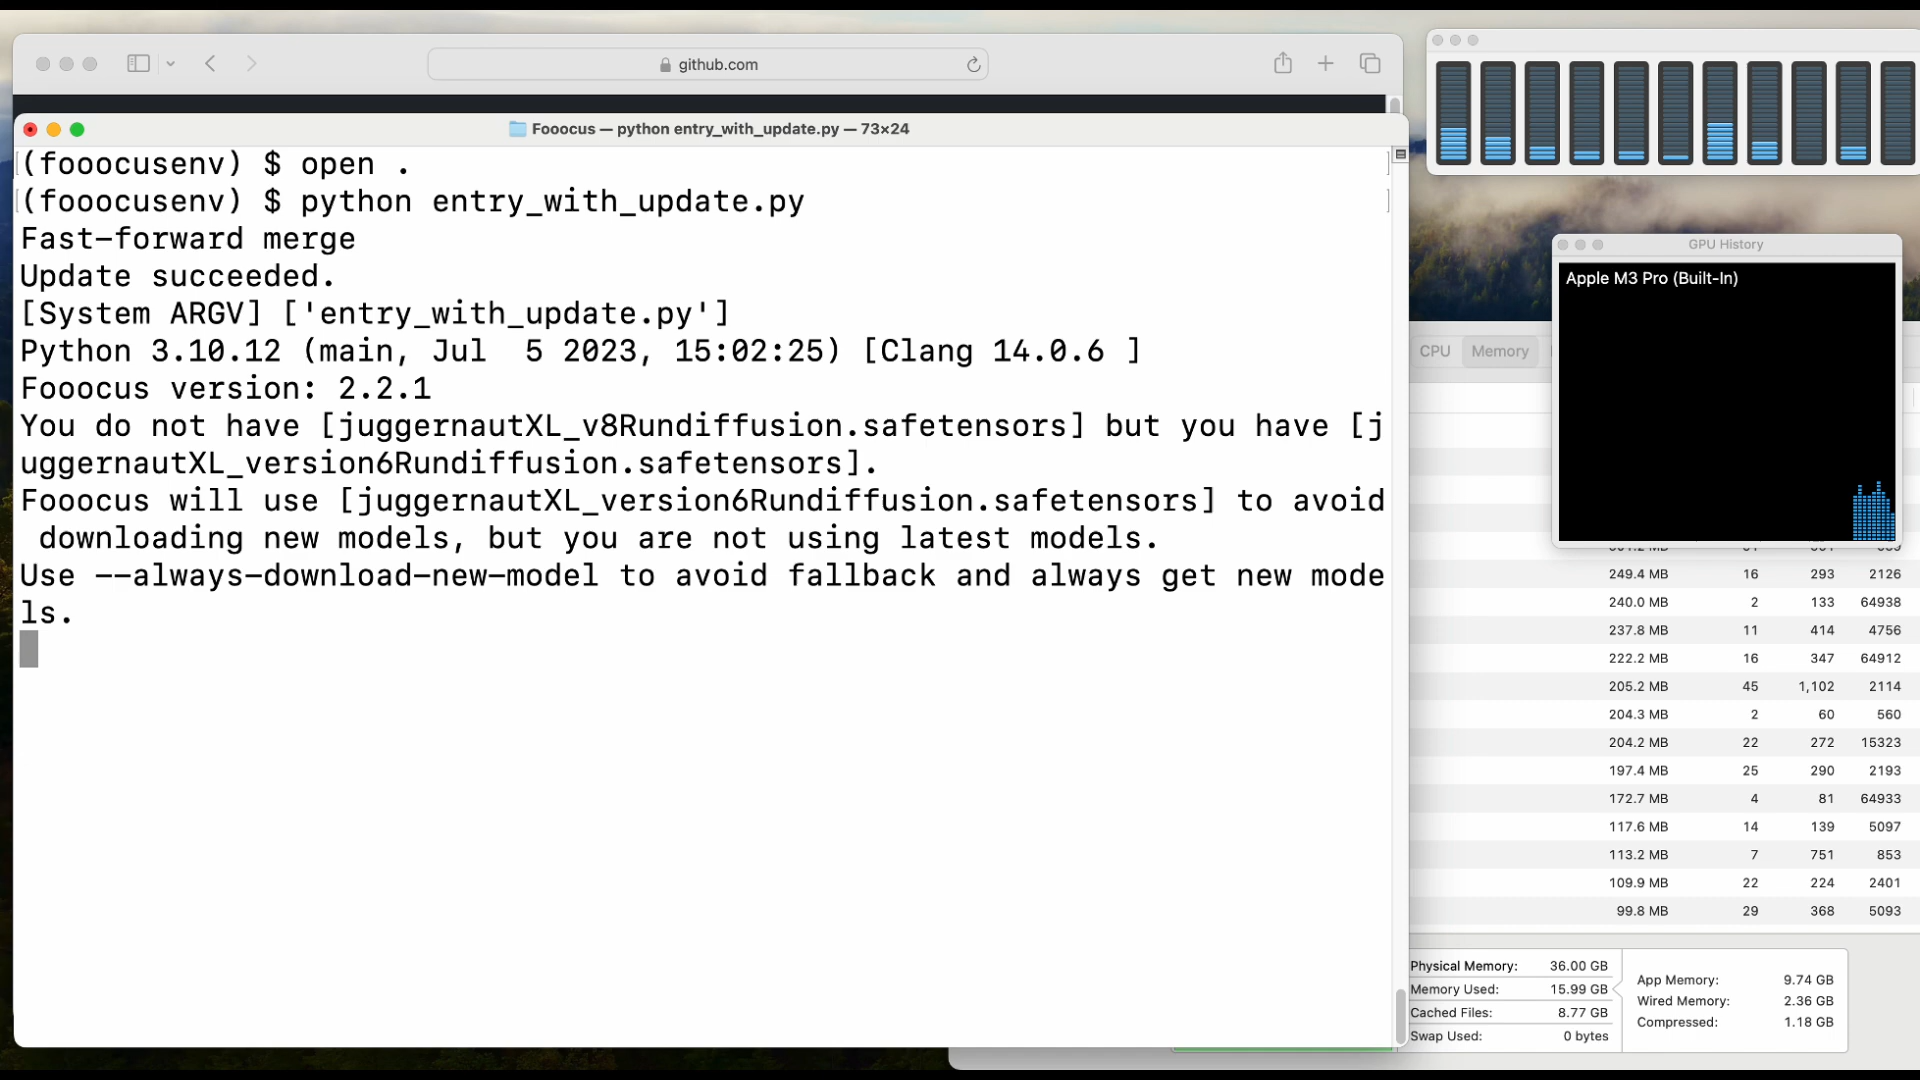 github.com
Fooocus — python entry_with_update.py — 73×24
(fooocusenv) $ open .
(fooocusenv) $ python entry_with_update.py
Fast-forward merge
Update succeeded.
[System ARGV] ['entry_with_update.py']
Python 3.10.12 (main, Jul  5 2023, 15:02:25) [Clang 14.0.6 ]
Fooocus version: 2.2.1
You do not have [juggernautXL_v8Rundiffusion.safetensors] but you have [j
uggernautXL_version6Rundiffusion.safetensors].
Fooocus will use [juggernautXL_version6Rundiffusion.safetensors] to avoid
 downloading new models, but you are not using latest models.
Use --always-download-new-model to avoid fallback and always get new mode
ls.
GPU History
Apple M3 Pro (Built-In)
CPU Memory
249.4 MB 16 293 2126
240.0 MB 2 133 64938
237.8 MB 11 414 4756
222.2 MB 16 347 64912
205.2 MB 45 1,102 2114
204.3 MB 2 60 560
204.2 MB 22 272 15323
197.4 MB 25 290 2193
172.7 MB 4 81 64933
117.6 MB 14 139 5097
113.2 MB 7 751 853
109.9 MB 22 224 2401
99.8 MB 29 368 5093
Physical Memory: 36.00 GB
Memory Used: 15.99 GB
Cached Files: 8.77 GB
Swap Used: 0 bytes
App Memory: 9.74 GB
Wired Memory: 2.36 GB
Compressed: 1.18 GB